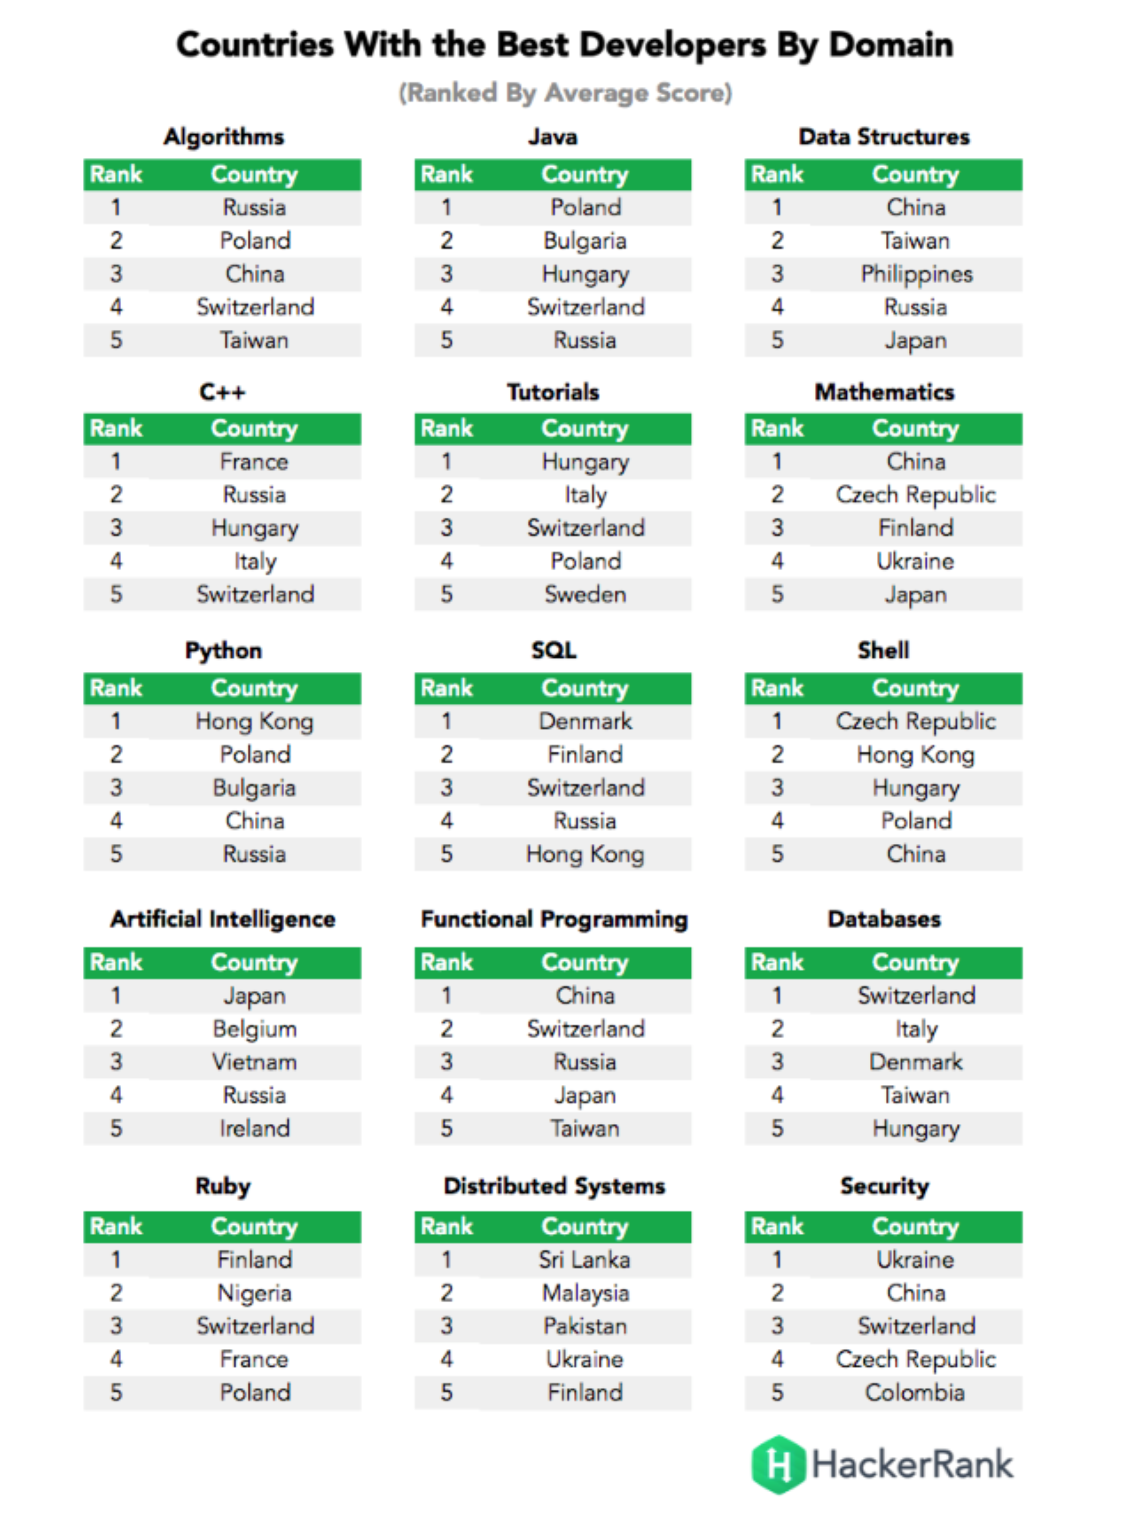 Countries With the Best Developers By Domain
(Ranked By Average Score)
Algorithms
Rank Country
1 Russia
2 Poland
3 China
4 Switzerland
5 Taiwan
Java
Rank Country
1 Poland
2 Bulgaria
3 Hungary
4 Switzerland
5 Russia
Data Structures
Rank Country
1 China
2 Taiwan
3 Philippines
4 Russia
5 Japan
C++
Rank Country
1 France
2 Russia
3 Hungary
4 Italy
5 Switzerland
Tutorials
Rank Country
1 Hungary
2 Italy
3 Switzerland
4 Poland
5 Sweden
Mathematics
Rank Country
1 China
2 Czech Republic
3 Finland
4 Ukraine
5 Japan
Python
Rank Country
1 Hong Kong
2 Poland
3 Bulgaria
4 China
5 Russia
SQL
Rank Country
1 Denmark
2 Finland
3 Switzerland
4 Russia
5 Hong Kong
Shell
Rank Country
1 Czech Republic
2 Hong Kong
3 Hungary
4 Poland
5 China
Artificial Intelligence
Rank Country
1 Japan
2 Belgium
3 Vietnam
4 Russia
5 Ireland
Functional Programming
Rank Country
1 China
2 Switzerland
3 Russia
4 Japan
5 Taiwan
Databases
Rank Country
1 Switzerland
2 Italy
3 Denmark
4 Taiwan
5 Hungary
Ruby
Rank Country
1 Finland
2 Nigeria
3 Switzerland
4 France
5 Poland
Distributed Systems
Rank Country
1 Sri Lanka
2 Malaysia
3 Pakistan
4 Ukraine
5 Finland
Security
Rank Country
1 Ukraine
2 China
3 Switzerland
4 Czech Republic
5 Colombia
H HackerRank